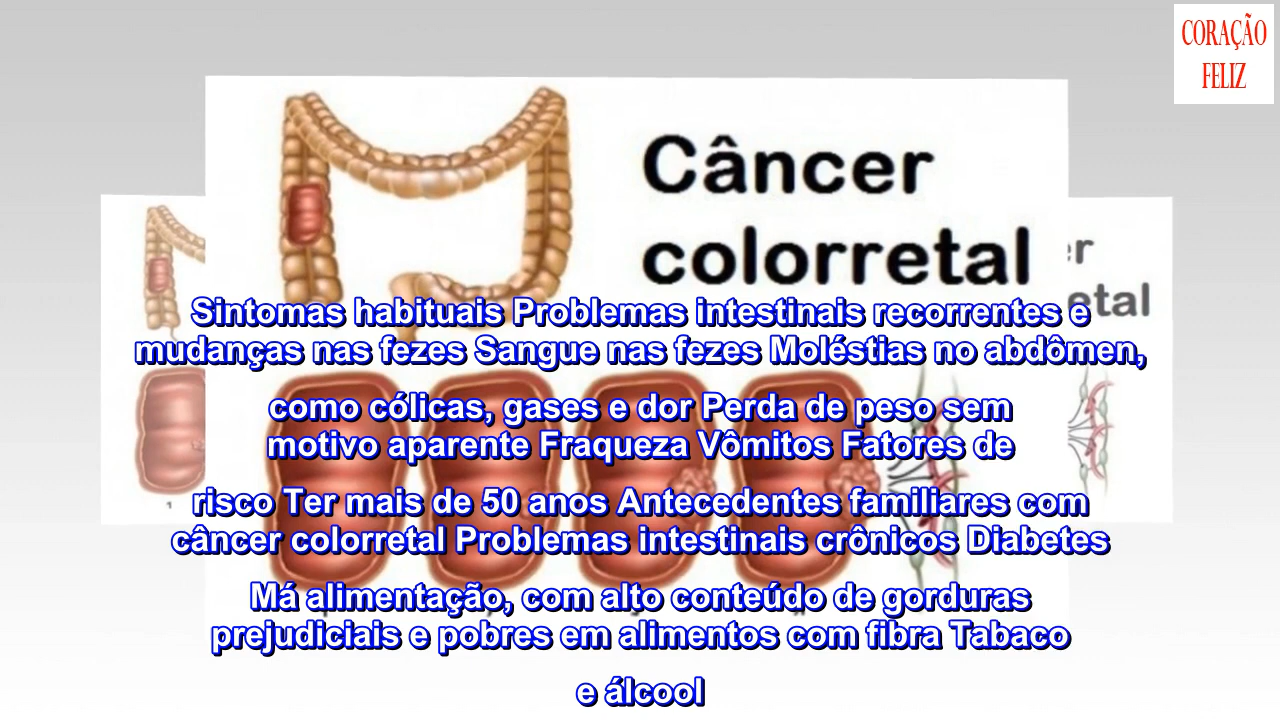 CORAÇÃO
FELIZ
Câncer
colorretal
er
etal
Sintomas habituais Problemas intestinais recorrentes e
mudanças nas fezes Sangue nas fezes Moléstias no abdômen,
como cólicas, gases e dor Perda de peso sem
motivo aparente Fraqueza Vômitos Fatores de
risco Ter mais de 50 anos Antecedentes familiares com
câncer colorretal Problemas intestinais crônicos Diabetes
Má alimentação, com alto conteúdo de gorduras
prejudiciais e pobres em alimentos com fibra Tabaco
e álcool
1